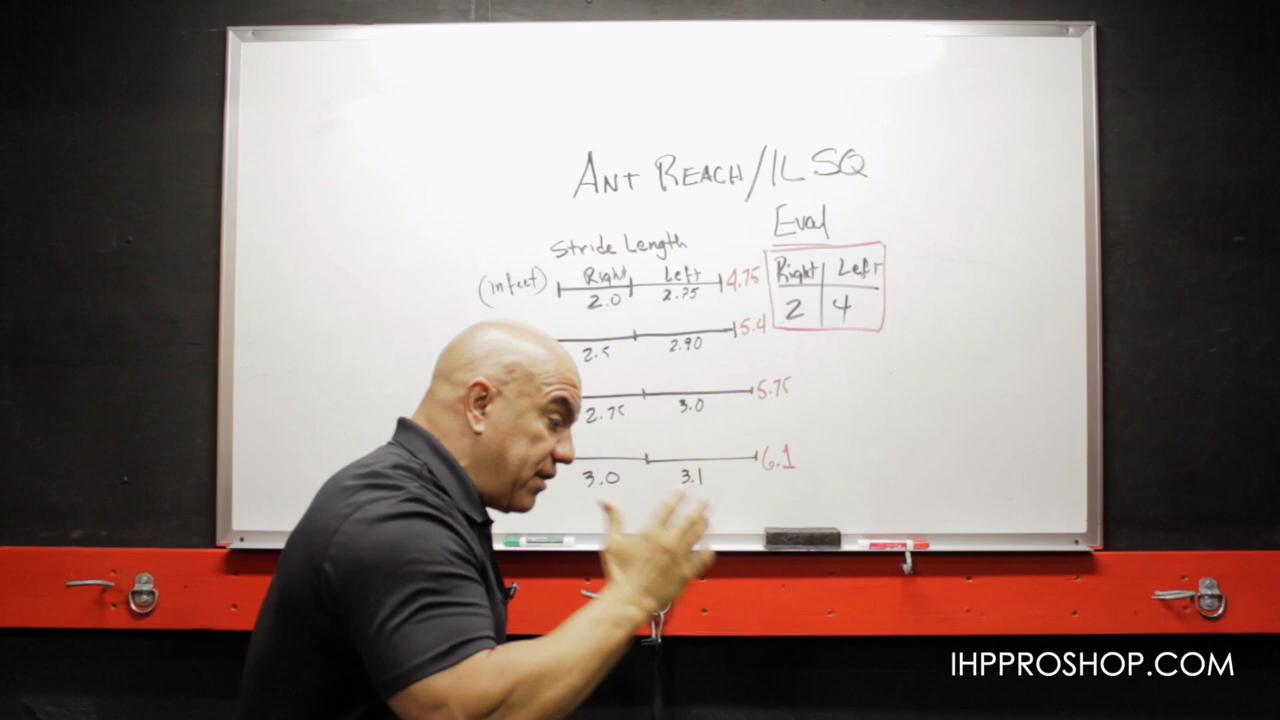 ANT REACH/1L SQ
Eval
Stride Length
Right Left
2 4
(in feet) Right Left 4.75
2.0 2.75
5.4
2.5 2.90
5.75
2.75 3.0
6.1
3.0 3.1
IHPPROSHOP.COM